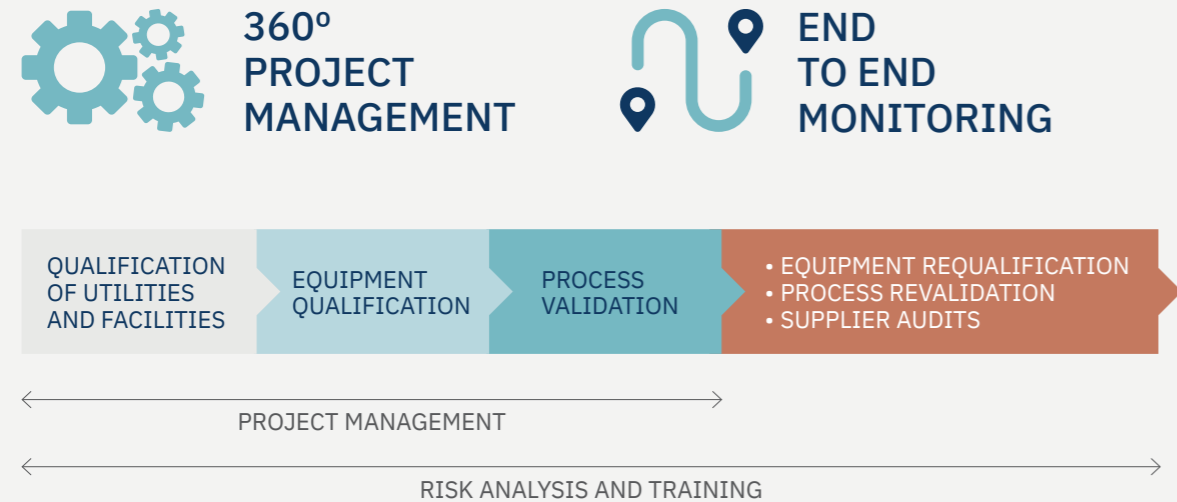 360º
PROJECT
MANAGEMENT
END
TO END
MONITORING
QUALIFICATION
OF UTILITIES
AND FACILITIES
EQUIPMENT
QUALIFICATION
PROCESS
VALIDATION
• EQUIPMENT REQUALIFICATION
• PROCESS REVALIDATION
• SUPPLIER AUDITS
PROJECT MANAGEMENT
RISK ANALYSIS AND TRAINING